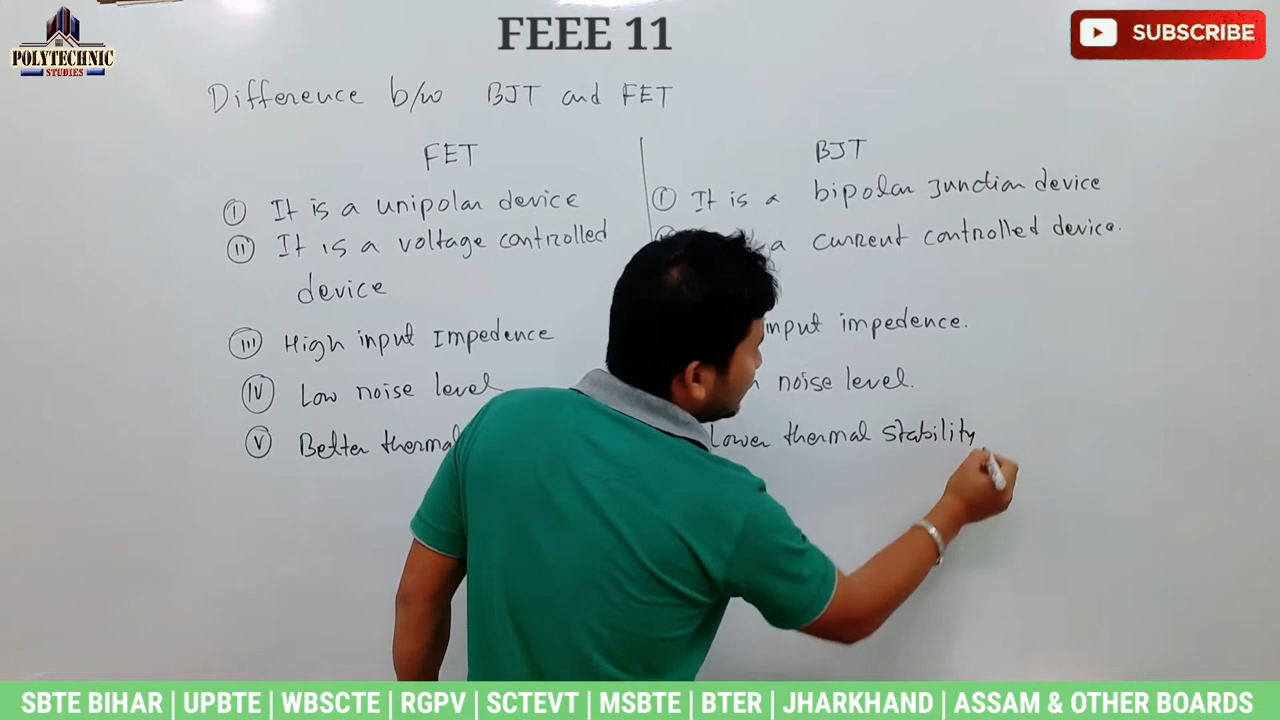 FEEE 11
SUBSCRIBE
POLYTECHNIC
STUDIES
Difference b/w BJT and FET
FET
BJT
I It is a unipolar device
I It is a bipolar Junction device
II It is a voltage controlled
device
a current controlled device.
III High input Impedence
input impedence.
IV Low noise level
noise level.
V Better thermal
Lower thermal stability
SBTE BIHAR | UPBTE | WBSCTE | RGPV | SCTEVT | MSBTE | BTER | JHARKHAND | ASSAM & OTHER BOARDS